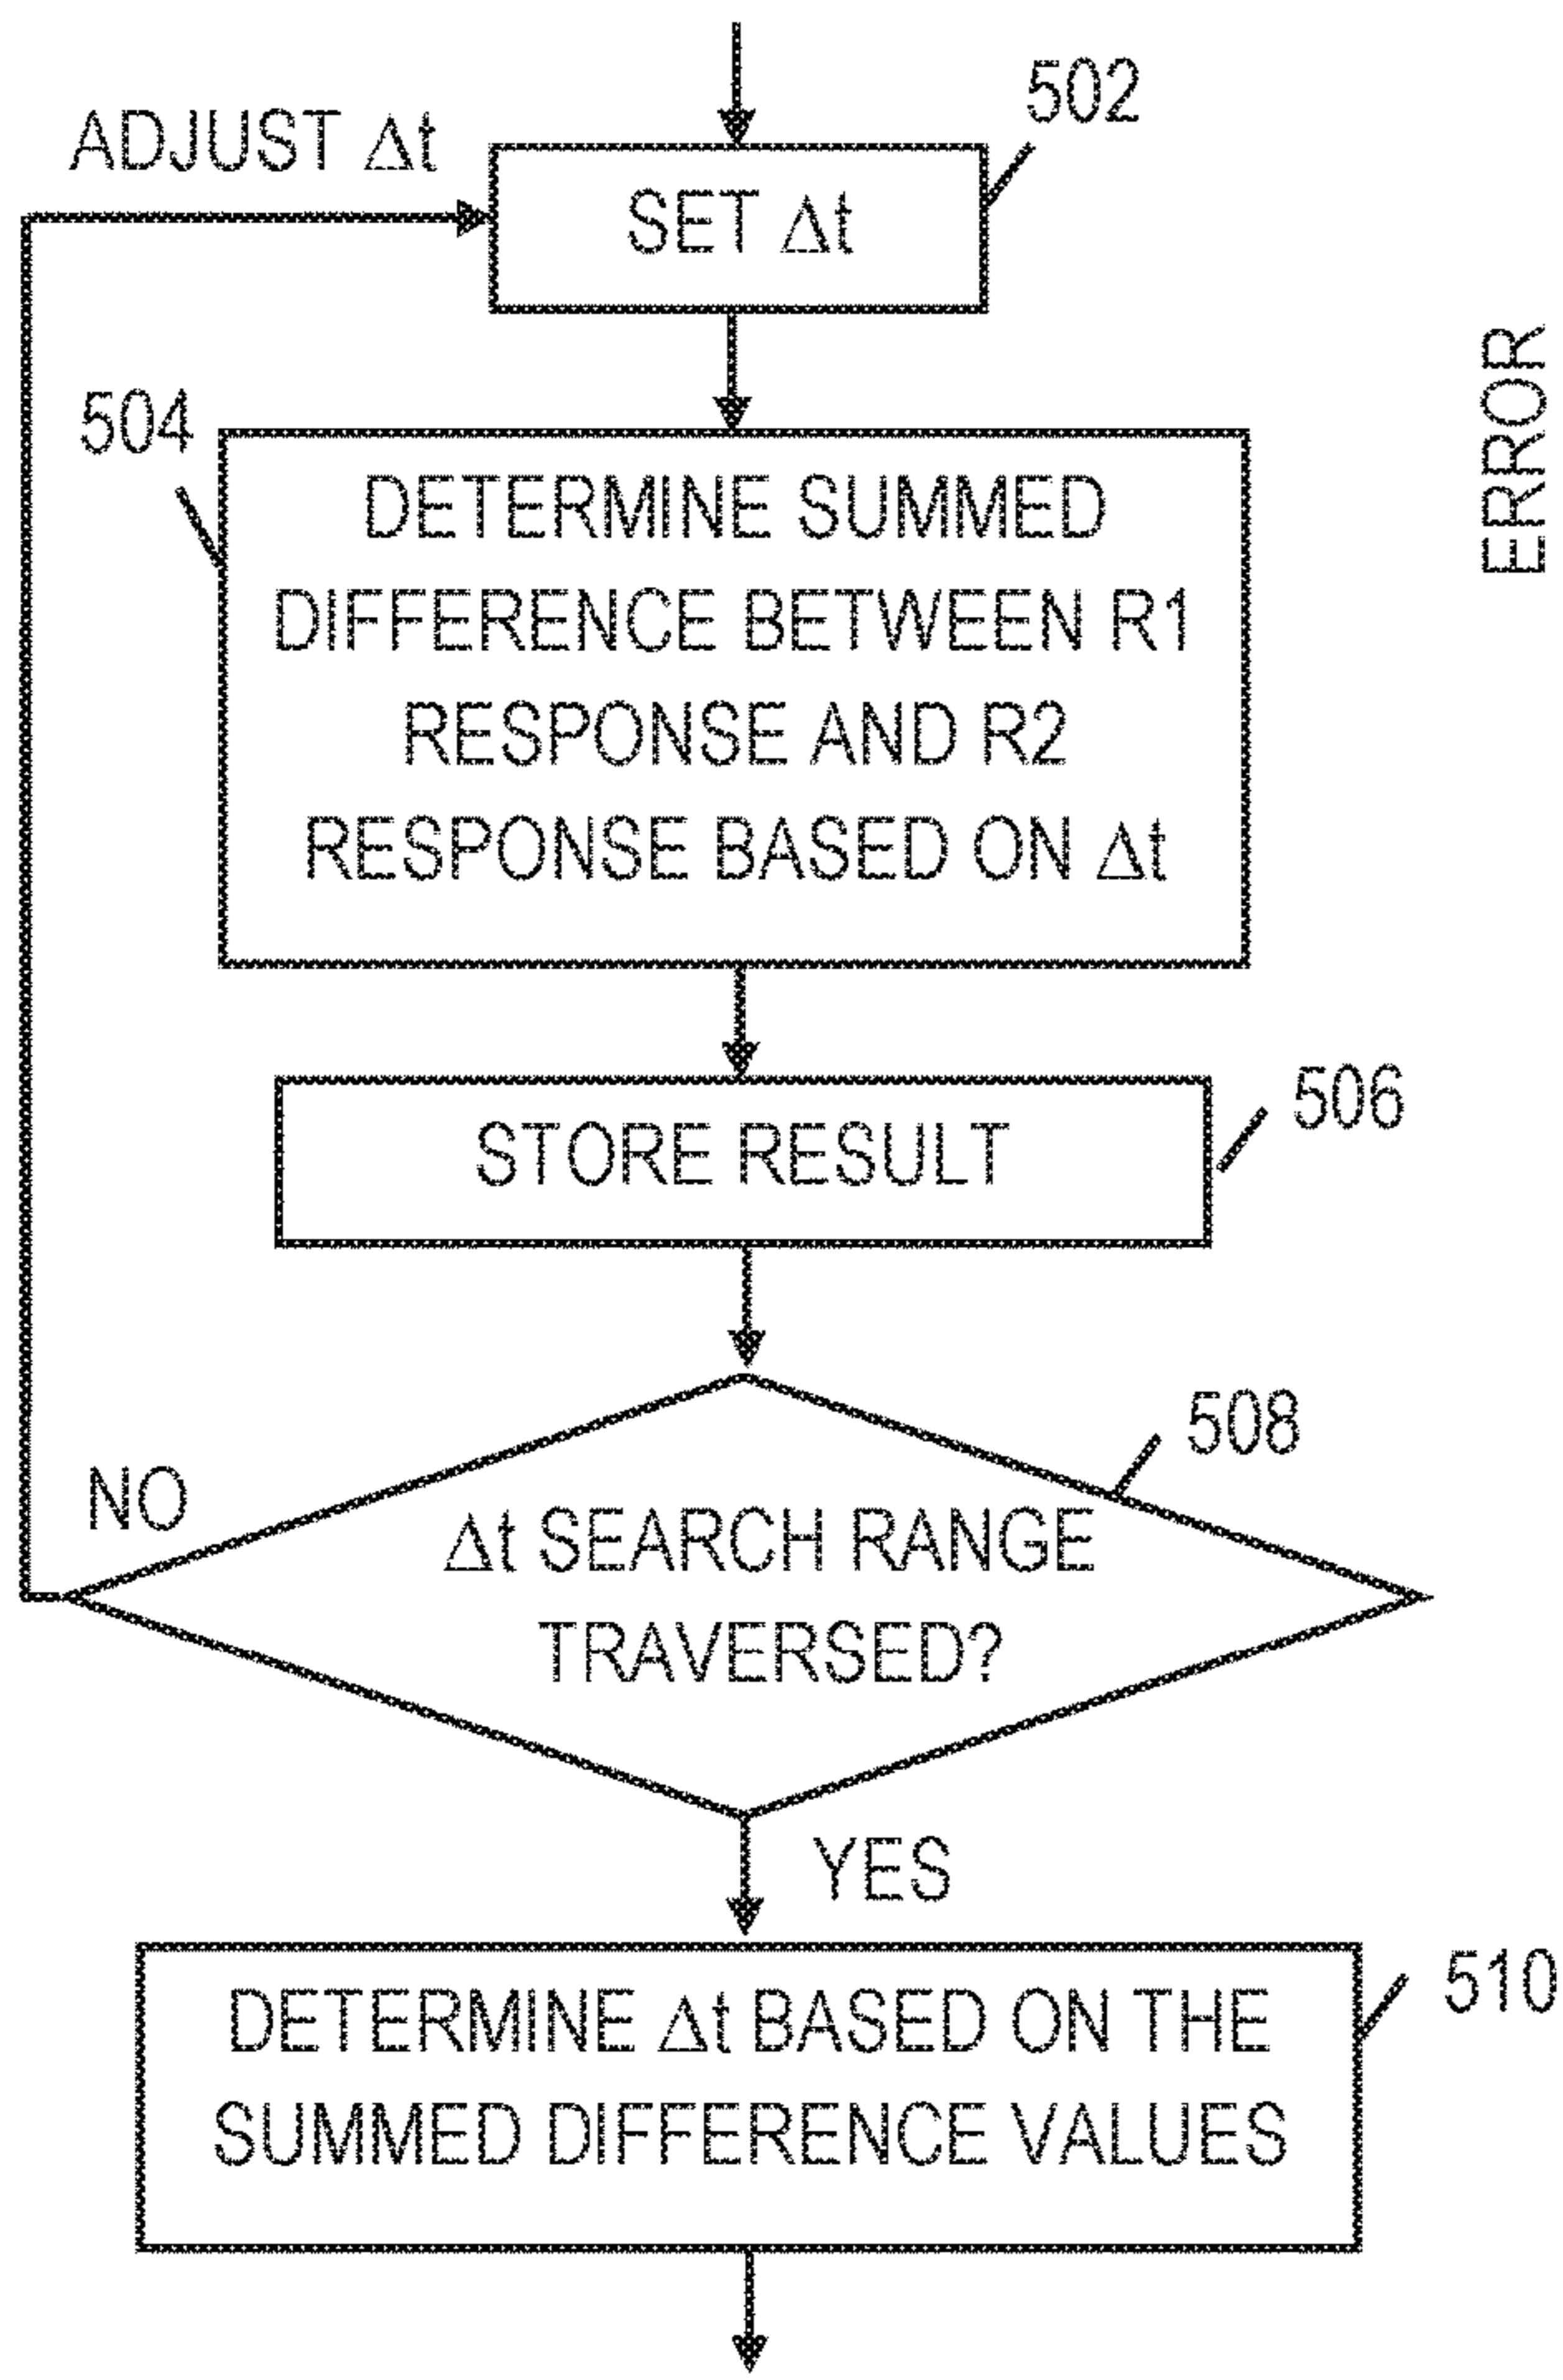 502
ADJUST Δt
SET Δt
ERROR
504
DETERMINE SUMMED
DIFFERENCE BETWEEN R1
RESPONSE AND R2
RESPONSE BASED ON Δt
506
STORE RESULT
508
NO
Δt SEARCH RANGE
TRAVERSED?
YES
510
DETERMINE Δt BASED ON THE
SUMMED DIFFERENCE VALUES